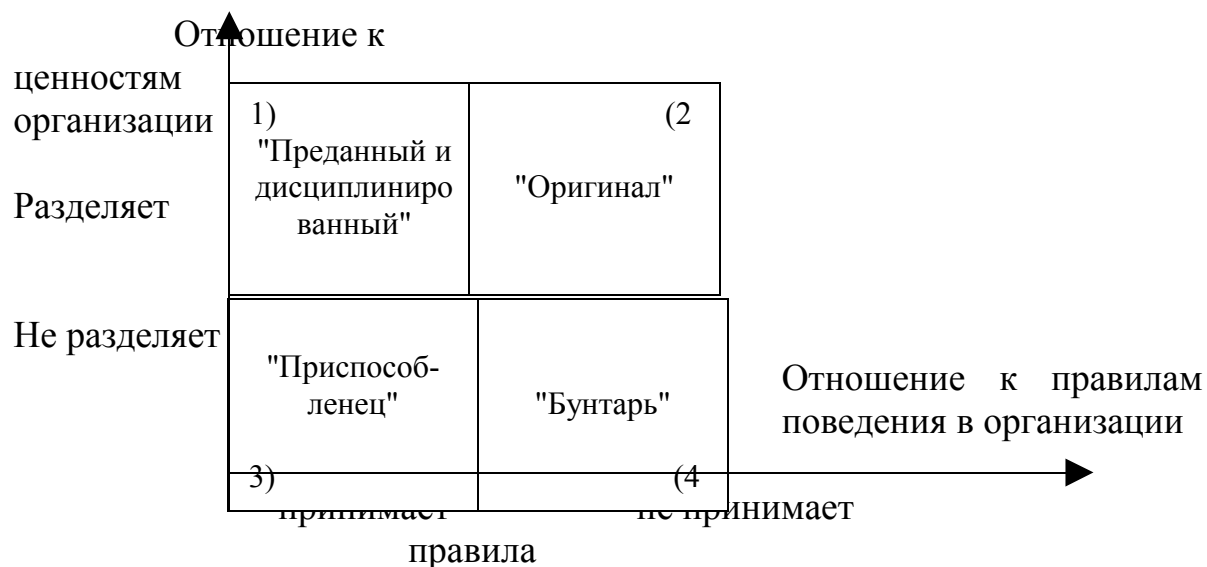 Отношение к
ценностям
организации
1)
(2
"Преданный и
дисциплиниро
ванный"
"Оригинал"
Разделяет
Не разделяет
"Приспособ-
ленец"
"Бунтарь"
Отношение к правилам
поведения в организации
3)
(4
принимает
не принимает
правила